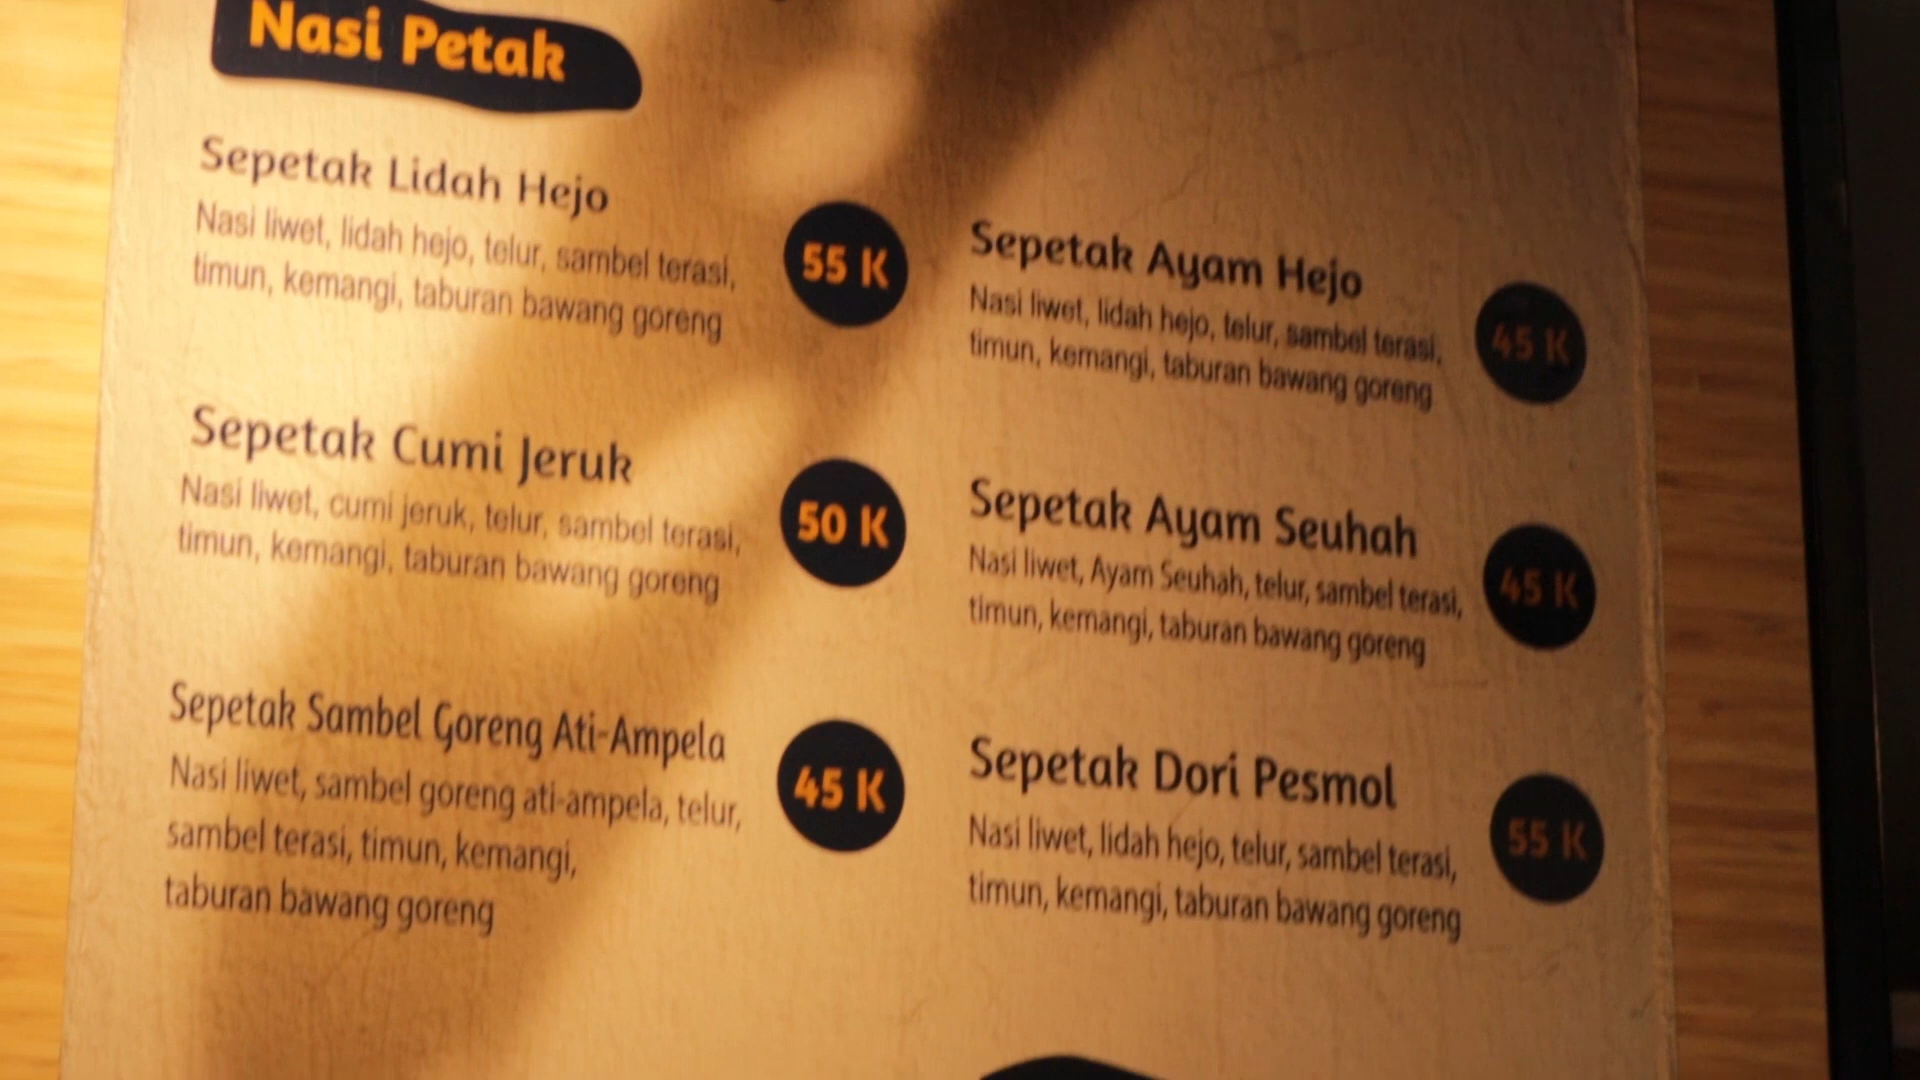 Nasi Petak
Sepetak Lidah Hejo
Nasi liwet, lidah hejo, telur, sambel terasi,
timun, kemangi, taburan bawang goreng
55 K
Sepetak Cumi Jeruk
Nasi liwet, cumi jeruk, telur, sambel terasi,
timun, kemangi, taburan bawang goreng
50 K
Sepetak Sambel Goreng Ati-Ampela
Nasi liwet, sambel goreng ati-ampela, telur,
sambel terasi, timun, kemangi,
taburan bawang goreng
45 K
Sepetak Ayam Hejo
Nasi liwet, lidah hejo, telur, sambel terasi,
timun, kemangi, taburan bawang goreng
45 K
Sepetak Ayam Seuhah
Nasi liwet, Ayam Seuhah, telur, sambel terasi,
timun, kemangi, taburan bawang goreng
45 K
Sepetak Dori Pesmol
Nasi liwet, lidah hejo, telur, sambel terasi,
timun, kemangi, taburan bawang goreng
55 K